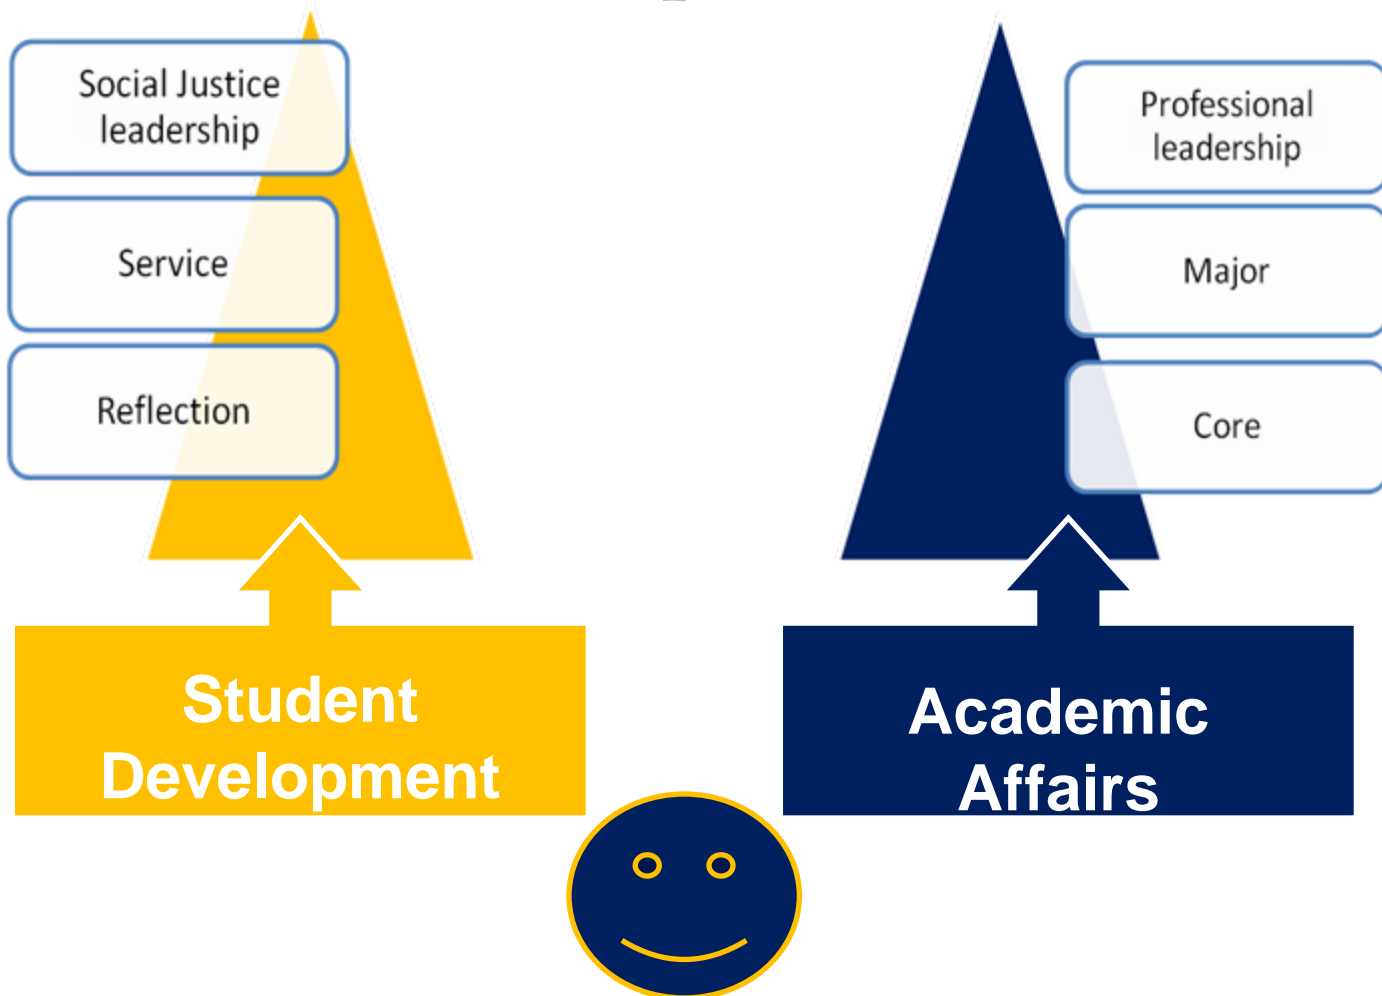 Social Justice
leadership
Service
Reflection
Student
Development
Professional
leadership
Major
Core
Academic
Affairs